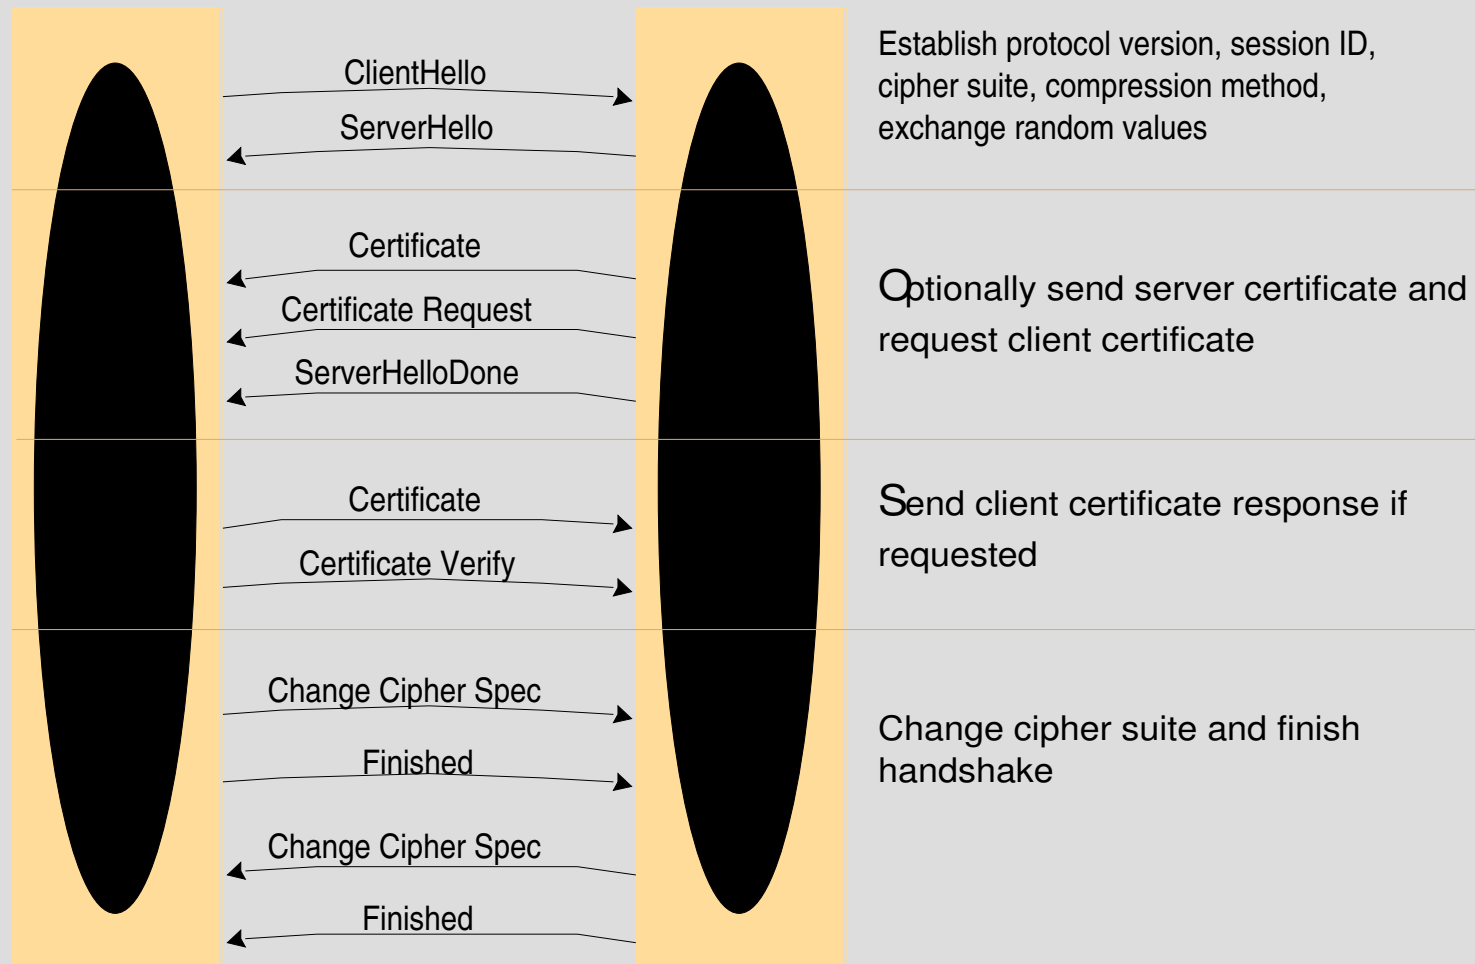 ClientHello
ServerHello
Establish protocol version, session ID,
cipher suite, compression method,
exchange random values
Certificate
Certificate Request
ServerHelloDone
Optionally send server certificate and
request client certificate
Certificate
Certificate Verify
Send client certificate response if
requested
Change Cipher Spec
Finished
Change Cipher Spec
Finished
Change cipher suite and finish
handshake